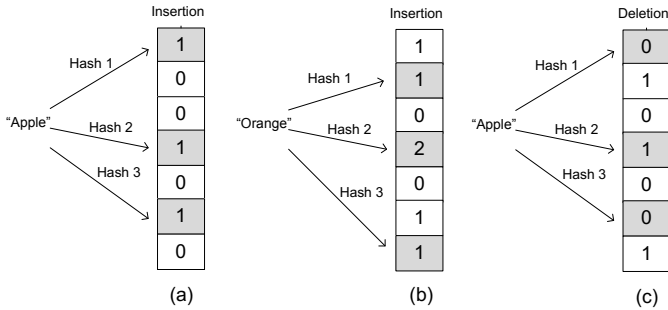 Insertion
1
0
0
1
0
1
0
“Apple”
Hash 1
Hash 2
Hash 3
(a)
Insertion
1
1
0
2
0
1
1
“Orange”
Hash 1
Hash 2
Hash 3
(b)
Deletion
0
1
0
1
0
0
1
“Apple”
Hash 1
Hash 2
Hash 3
(c)